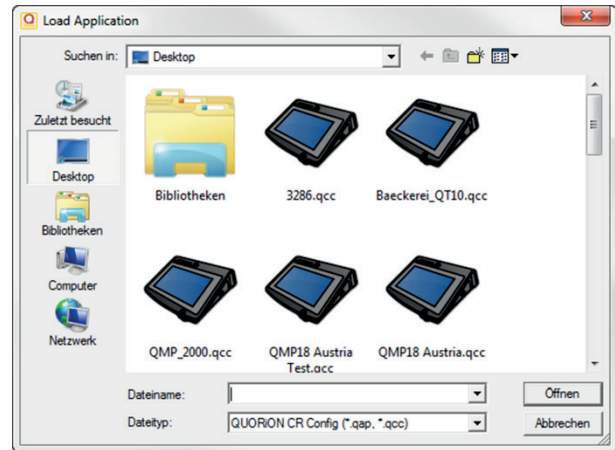 Load Application
Suchen in:
Desktop
Zuletzt besucht
Desktop
Bibliotheken
Computer
Netzwerk
Bibliotheken
3286.qcc
Baeckerei_QT10.qcc
QMP_2000.qcc
QMP18 Austria
Test.qcc
QMP18 Austria.qcc
Dateiname:
Öffnen
Dateityp:
QUORiON CR Config (*.qap, *.qcc)
Abbrechen